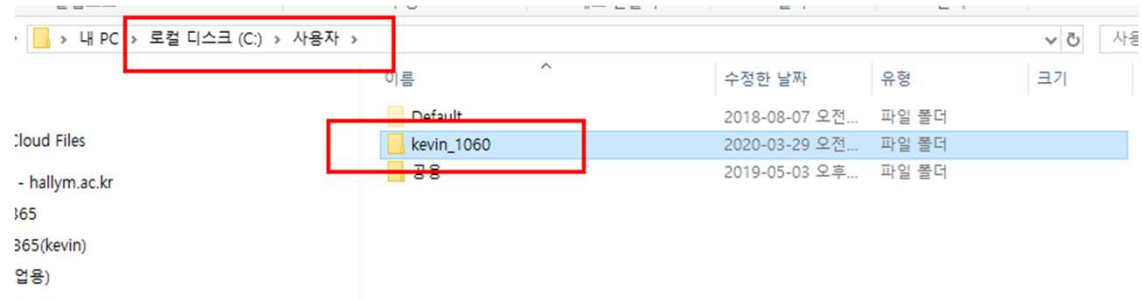 › 내 PC › 로컬 디스크 (C:) › 사용자 ›
이름 수정한 날짜 유형 크기
Default 2018-08-07 오전... 파일 폴더
Cloud Files
kevin_1060 2020-03-29 오전... 파일 폴더
공용 2019-05-03 오후... 파일 폴더
- hallym.ac.kr
365
365(kevin)
업용)